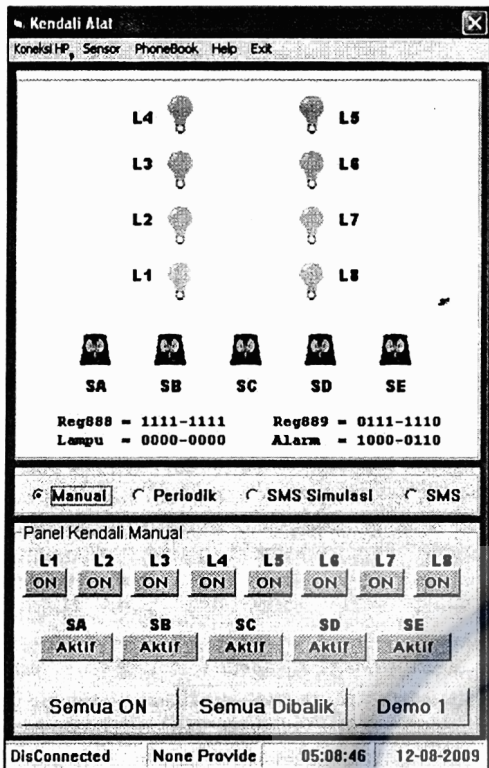 Kendali Alat
Koneksi HP Sensor PhoneBook Help Exit
L4 L5
L3 L6
L2 L7
L1 L8
SA SB SC SD SE
Reg888 = 1111-1111 Reg889 = 0111-1110
Lampu = 0000-0000 Alarm = 1000-0110
Manual Periodik SMS Simulasi SMS
Panel Kendali Manual
L1 L2 L3 L4 L5 L6 L7 L8
ON ON ON ON ON ON ON ON
SA SB SC SD SE
Aktif Aktif Aktif Aktif Aktif
Semua ON Semua Dibalik Demo 1
DisConnected None Provide 05:08:46 12-08-2009